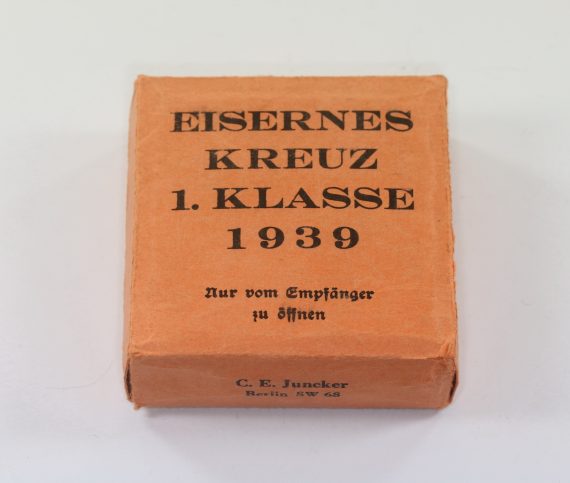 EISERNES
KREUZ
1. KLASSE
1939
Nur vom Empfänger
zu öffnen
C. E. Juncker
Berlin SW 68